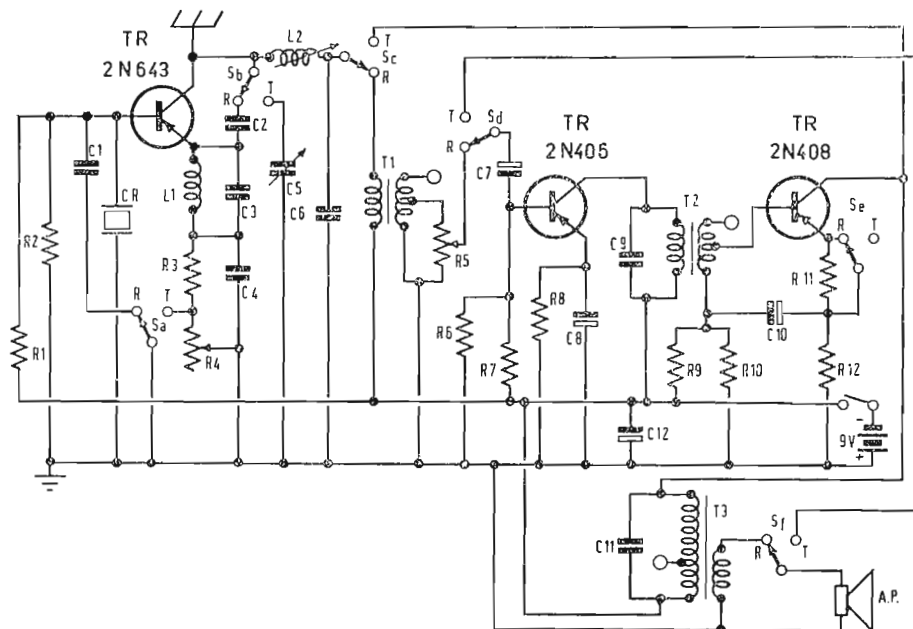 TR
2N643
L2
T
Sc
R
Sb
R
T
C2
T
Sd
R
TR
2N405
TR
2N408
C1
CR
L1
C3
C5
C6
T1
C7
R5
T2
C9
Se
R
T
R2
R3
C4
R11
R
T
Sa
R1
R4
R6
R8
C8
R7
C10
R9
R10
R12
C12
-
9V
+
C11
T3
Sf
R
T
A.P.